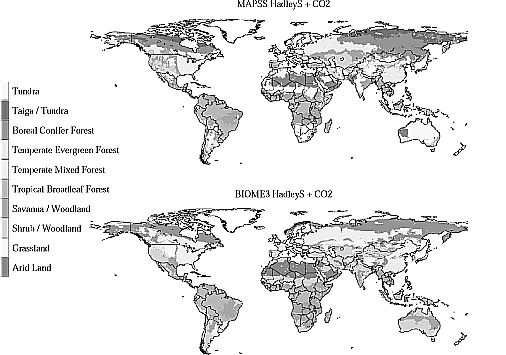 MAPSS HadleyS + CO2
Tundra
Taiga / Tundra
Boreal Conifer Forest
Temperate Evergreen Forest
Temperate Mixed Forest
Tropical Broadleaf Forest
Savanna / Woodland
Shrub / Woodland
Grassland
Arid Land
BIOME3 HadleyS + CO2